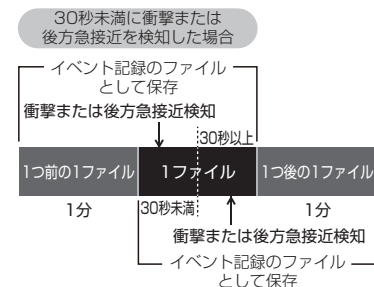 30秒未満に衝撃または
後方急接近を検知した場合
イベント記録のファイル
として保存
衝撃または後方急接近検知
30秒以上
1つ前の1ファイル
1ファイル
1つ後の1ファイル
1分
30秒未満
1分
衝撃または後方急接近検知
イベント記録のファイル
として保存